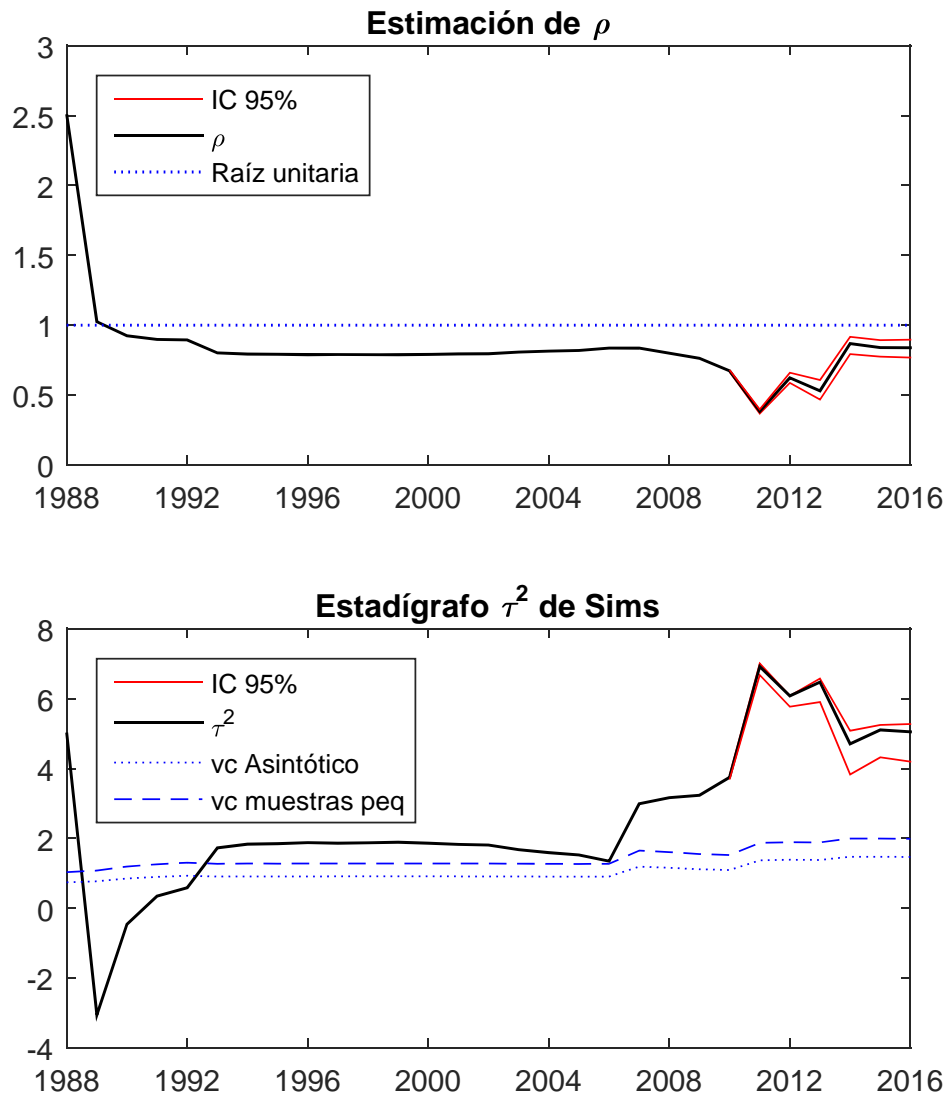 Estimación de ρ
3
2.5
2
1.5
1
0.5
0
IC 95%
ρ
Raíz unitaria
1988 1992 1996 2000 2004 2008 2012 2016
Estadígrafo τ² de Sims
8
6
4
2
0
-2
-4
IC 95%
τ²
vc Asintótico
vc muestras peq
1988 1992 1996 2000 2004 2008 2012 2016